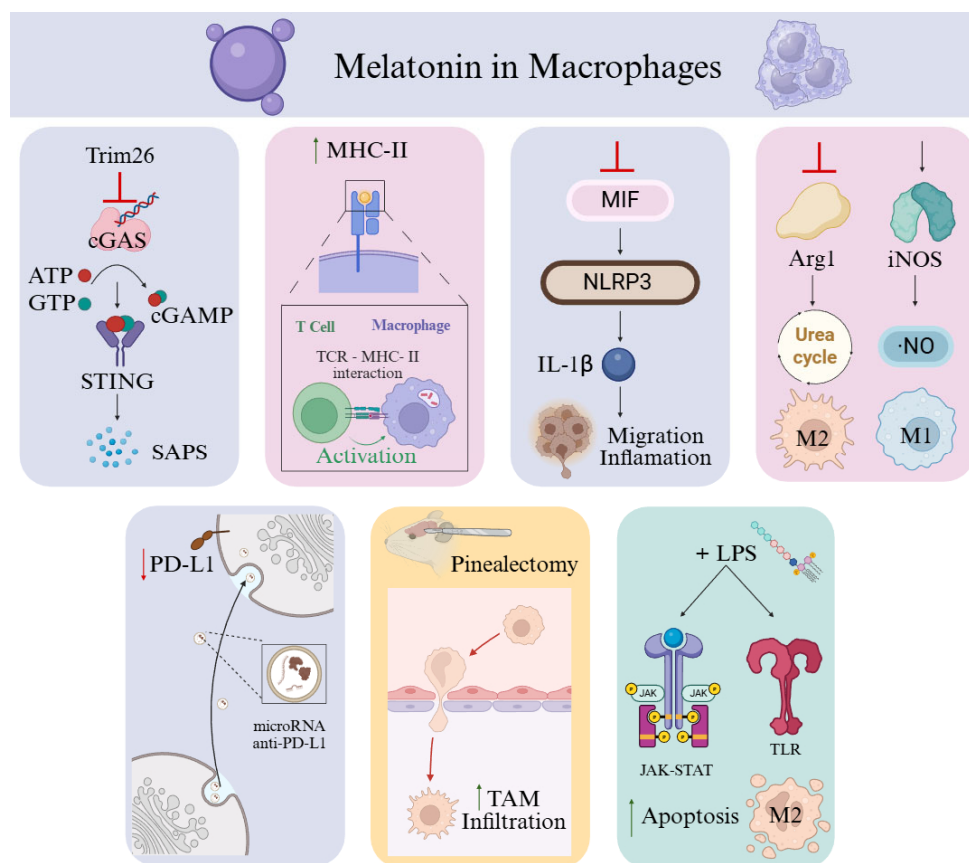 Melatonin in Macrophages
Trim26
cGAS
ATP
GTP
cGAMP
STING
SAPS
MHC-II
T Cell
Macrophage
TCR - MHC- II
interaction
Activation
MIF
NLRP3
IL-1β
Migration
Inflamation
Arg1
iNOS
Urea
cycle
·NO
M2
M1
PD-L1
microRNA
anti-PD-L1
Pinealectomy
TAM
Infiltration
+ LPS
P
JAK
JAK
P
P
P
P
P
P
P
JAK-STAT
TLR
Apoptosis
M2